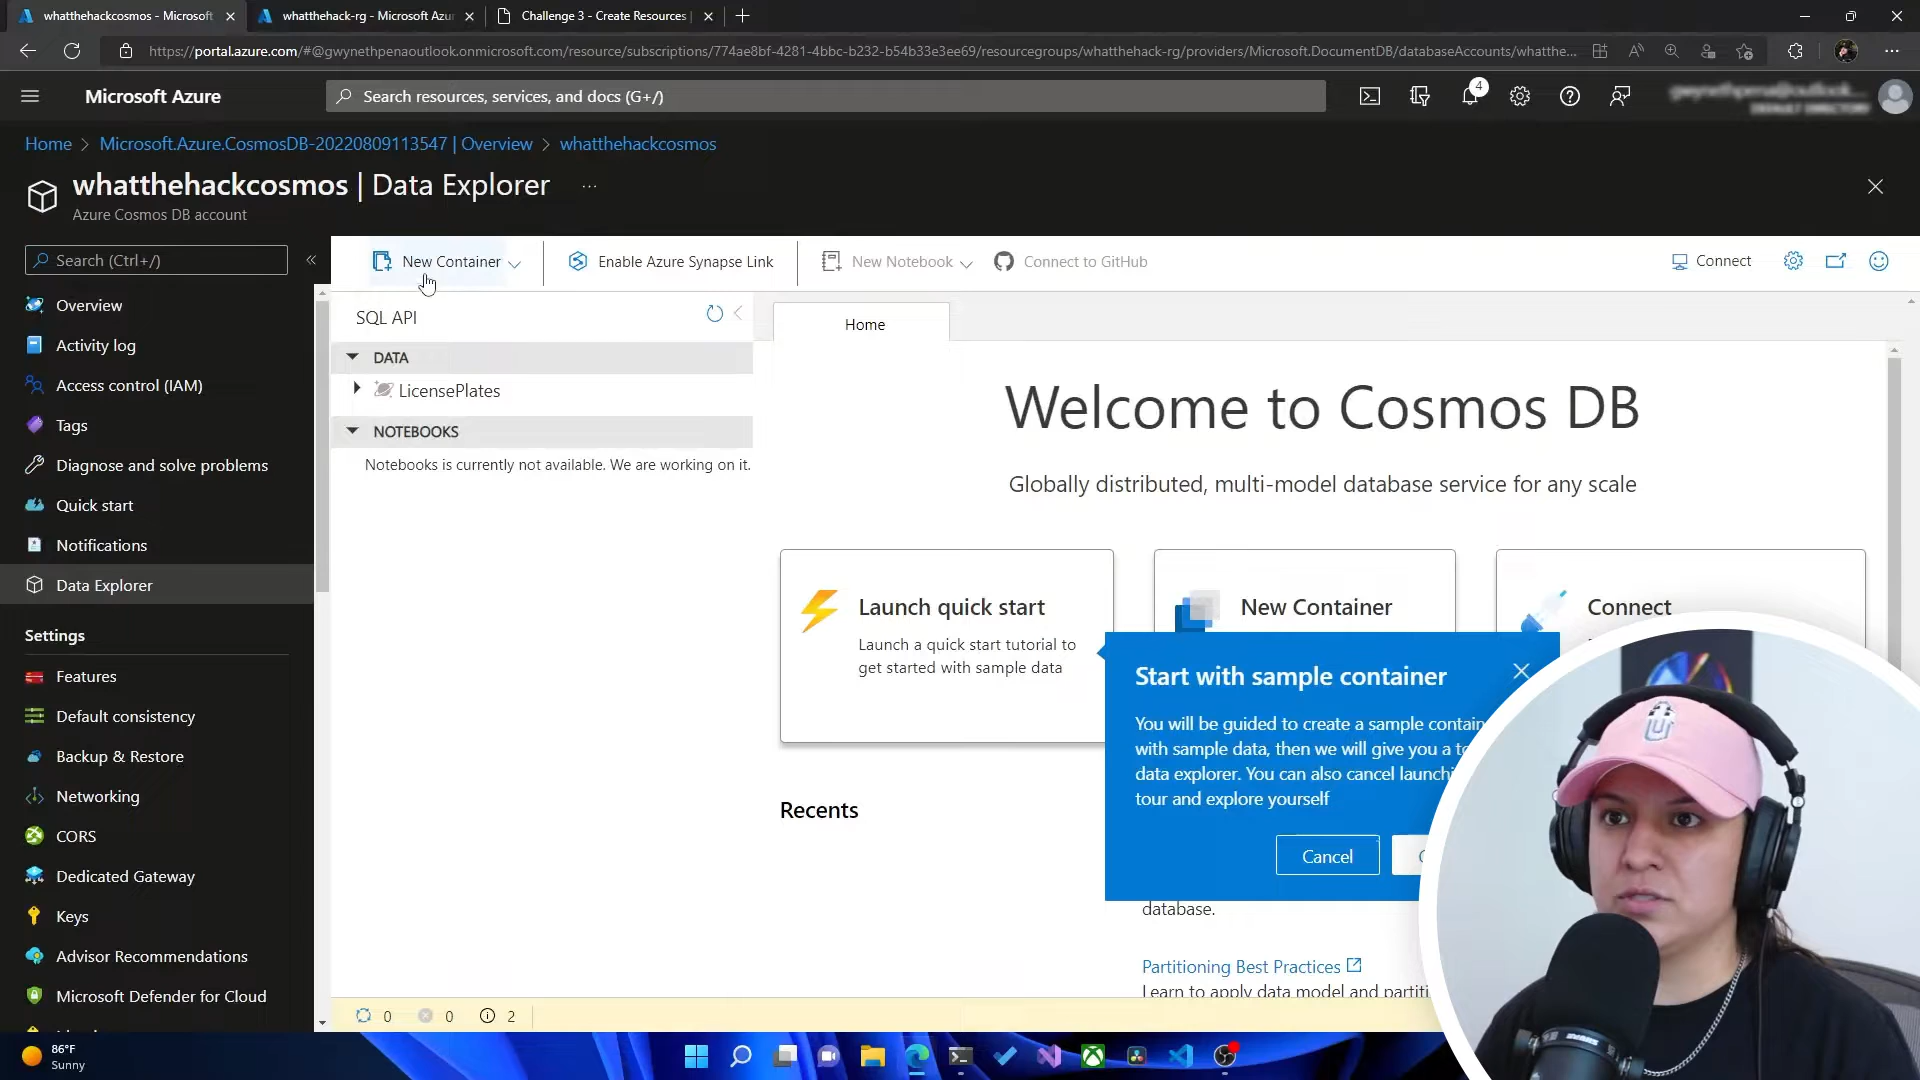 whatthehackcosmos - Microsoft
whatthehack-rg - Microsoft Azu
Challenge 3 - Create Resources |
https://portal.azure.com/#@gwynethpenaoutlook.onmicrosoft.com/resource/subscriptions/774ae8bf-4281-4bbc-b232-b54b33e3ee69/resourcegroups/whatthehack-rg/providers/Microsoft.DocumentDB/databaseAccounts/whatthe...
Microsoft Azure
Search resources, services, and docs (G+/)
4
Home > Microsoft.Azure.CosmosDB-20220809113547 | Overview > whatthehackcosmos
whatthehackcosmos | Data Explorer ...
Azure Cosmos DB account
Search (Ctrl+/)
«
Overview
Activity log
Access control (IAM)
Tags
Diagnose and solve problems
Quick start
Notifications
Data Explorer
Settings
Features
Default consistency
Backup & Restore
Networking
CORS
Dedicated Gateway
Keys
Advisor Recommendations
Microsoft Defender for Cloud
New Container
Enable Azure Synapse Link
New Notebook
Connect to GitHub
Connect
SQL API
DATA
LicensePlates
NOTEBOOKS
Notebooks is currently not available. We are working on it.
Home
Welcome to Cosmos DB
Globally distributed, multi-model database service for any scale
Launch quick start
Launch a quick start tutorial to
get started with sample data
New Container
Connect
Start with sample container
You will be guided to create a sample contain
with sample data, then we will give you a to
data explorer. You can also cancel launchi
tour and explore yourself
Cancel
Recents
database.
Partitioning Best Practices
Learn to apply data model and partiti
0 0 2
86°F
Sunny